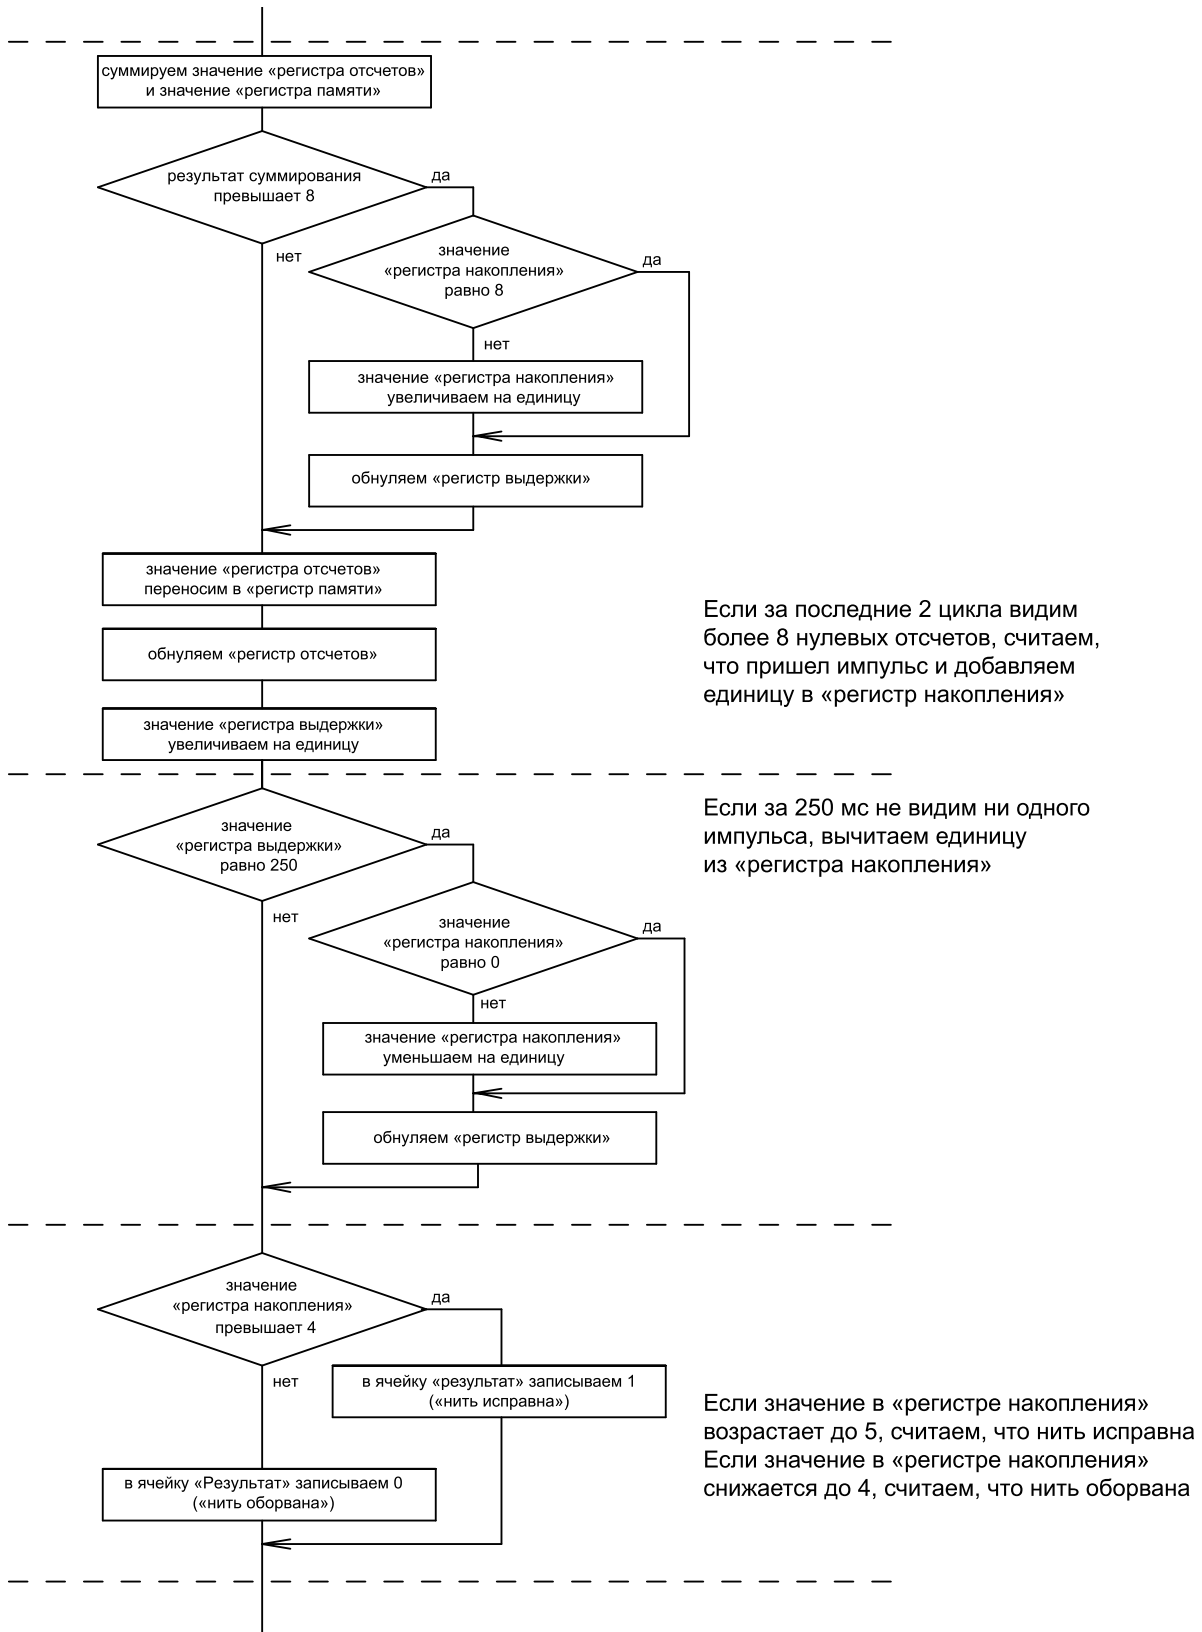 суммируем значение «регистра отсчетов»
и значение «регистра памяти»
результат суммирования
превышает 8
да
нет
значение
«регистра накопления»
равно 8
да
нет
значение «регистра накопления»
увеличиваем на единицу
обнуляем «регистр выдержки»
значение «регистра отсчетов»
переносим в «регистр памяти»
обнуляем «регистр отсчетов»
значение «регистра выдержки»
увеличиваем на единицу
Если за последние 2 цикла видим
более 8 нулевых отсчетов, считаем,
что пришел импульс и добавляем
единицу в «регистр накопления»
значение
«регистра выдержки»
равно 250
да
нет
Если за 250 мс не видим ни одного
импульса, вычитаем единицу
из «регистра накопления»
значение
«регистра накопления»
равно 0
да
нет
значение «регистра накопления»
уменьшаем на единицу
обнуляем «регистр выдержки»
значение
«регистра накопления»
превышает 4
да
нет
в ячейку «результат» записываем 1
(«нить исправна»)
в ячейку «Результат» записываем 0
(«нить оборвана»)
Если значение в «регистре накопления»
возрастает до 5, считаем, что нить исправна
Если значение в «регистре накопления»
снижается до 4, считаем, что нить оборвана